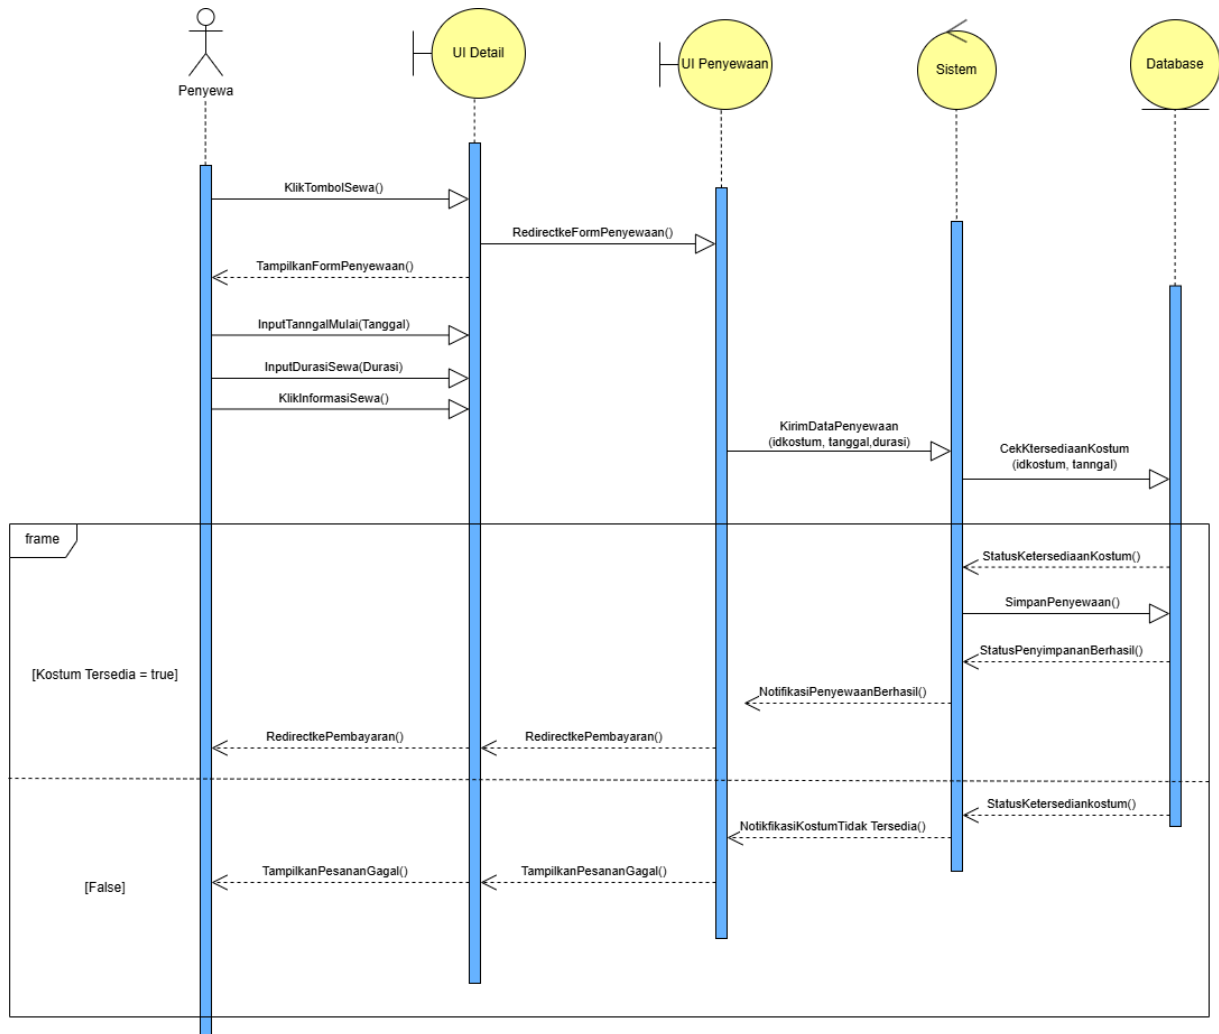 UI Detail
UI Penyewaan
Sistem
Database
Penyewa
KlikTombolSewa()
RedirectkeFormPenyewaan()
TampilkanFormPenyewaan()
InputTanngalMulai(Tanggal)
InputDurasiSewa(Durasi)
KlikInformasiSewa()
KirimDataPenyewaan
(idkostum, tanggal,durasi)
CekKtersediaanKostum
(idkostum, tanngal)
frame
StatusKetersediaanKostum()
SimpanPenyewaan()
StatusPenyimpananBerhasil()
[Kostum Tersedia = true]
NotifikasiPenyewaanBerhasil()
RedirectkePembayaran()
RedirectkePembayaran()
StatusKetersediankostum()
NotikfikasiKostumTidak Tersedia()
TampilkanPesananGagal()
TampilkanPesananGagal()
[False]